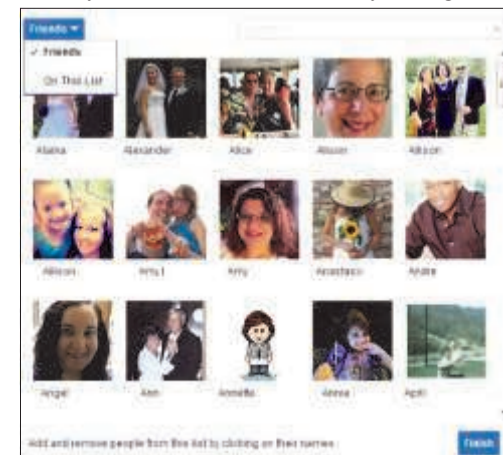 Friends
✓ Friends
On This List
Alaina Alexander Alice Alison Allison
Allison Amy I Amy Anastasia Andre
Angel Ann Annette Annie April
Add and remove people from this list by clicking on their names.
Finish